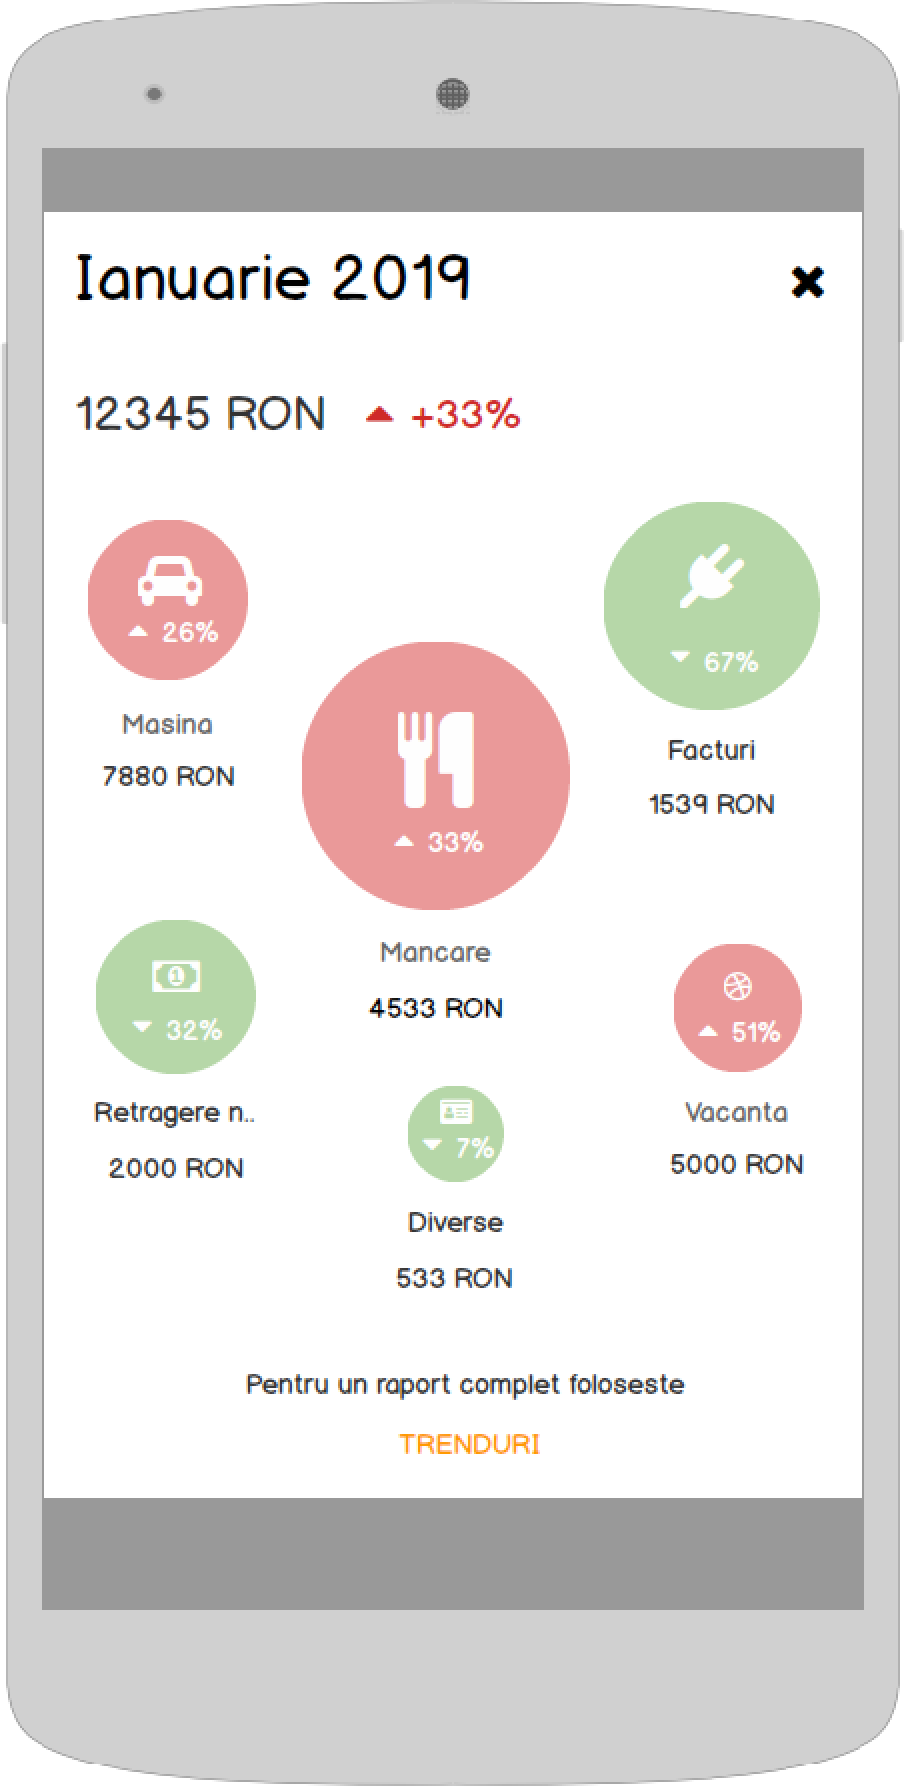 Ianuarie 2019
12345 RON +33%
26%
Masina
7880 RON
67%
Facturi
1539 RON
33%
Mancare
4533 RON
1
32%
Retragere n..
2000 RON
51%
Vacanta
5000 RON
7%
Diverse
533 RON
Pentru un raport complet foloseste
TRENDURI